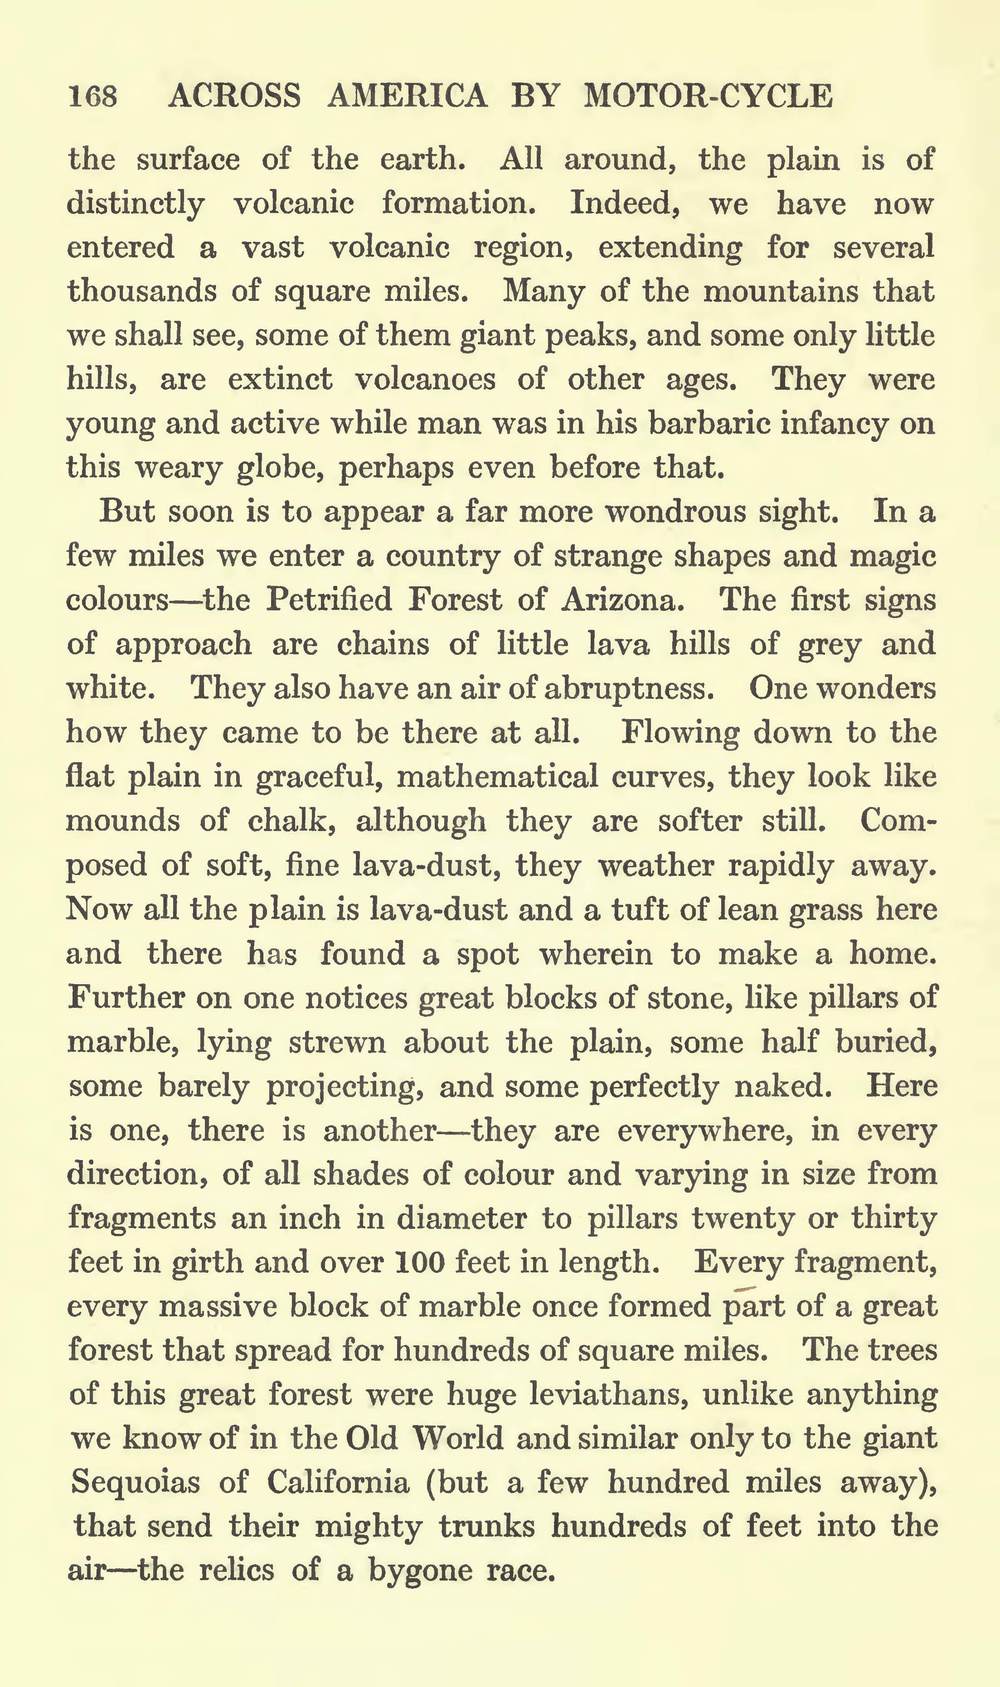 168 ACROSS AMERICA BY MOTOR-CYCLE
the surface of the earth. All around, the plain is of
distinctly volcanic formation. Indeed, we have now
entered a vast volcanic region, extending for several
thousands of square miles. Many of the mountains that
we shall see, some of them giant peaks, and some only little
hills, are extinct volcanoes of other ages. They were
young and active while man was in his barbaric infancy on
this weary globe, perhaps even before that.
But soon is to appear a far more wondrous sight. In a
few miles we enter a country of strange shapes and magic
colours—the Petrified Forest of Arizona. The first signs
of approach are chains of little lava hills of grey and
white. They also have an air of abruptness. One wonders
how they came to be there at all. Flowing down to the
flat plain in graceful, mathematical curves, they look like
mounds of chalk, although they are softer still. Com-
posed of soft, fine lava-dust, they weather rapidly away.
Now all the plain is lava-dust and a tuft of lean grass here
and there has found a spot wherein to make a home.
Further on one notices great blocks of stone, like pillars of
marble, lying strewn about the plain, some half buried,
some barely projecting, and some perfectly naked. Here
is one, there is another—they are everywhere, in every
direction, of all shades of colour and varying in size from
fragments an inch in diameter to pillars twenty or thirty
feet in girth and over 100 feet in length. Every fragment,
every massive block of marble once formed part of a great
forest that spread for hundreds of square miles. The trees
of this great forest were huge leviathans, unlike anything
we know of in the Old World and similar only to the giant
Sequoias of California (but a few hundred miles away),
that send their mighty trunks hundreds of feet into the
air—the relics of a bygone race.